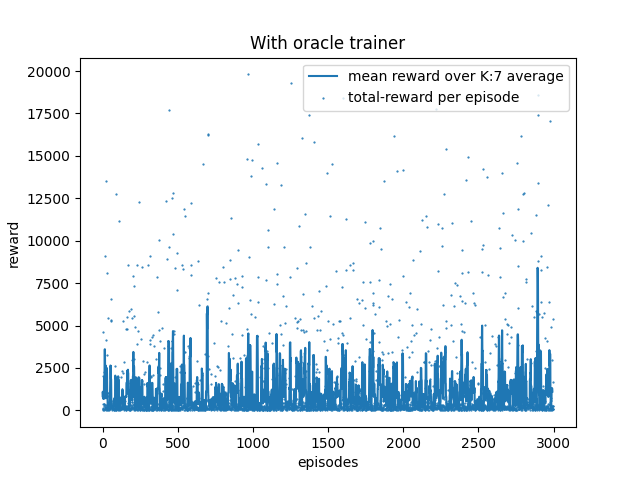 With oracle trainer
mean reward over K:7 average
total-reward per episode
20000
17500
15000
12500
10000
7500
5000
2500
0
reward
0 500 1000 1500 2000 2500 3000
episodes